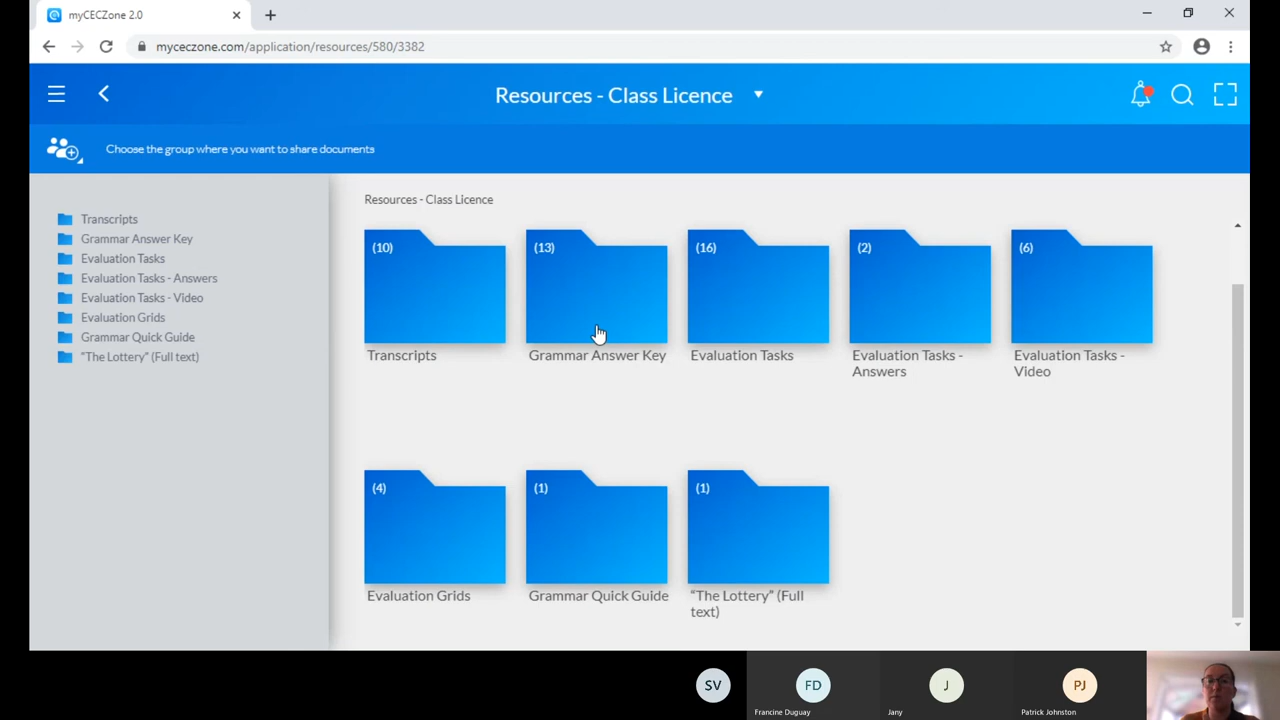 myCECZone 2.0
myceczone.com/application/resources/580/3382
Resources - Class Licence
Choose the group where you want to share documents
Transcripts
Grammar Answer Key
Evaluation Tasks
Evaluation Tasks - Answers
Evaluation Tasks - Video
Evaluation Grids
Grammar Quick Guide
“The Lottery” (Full text)
Resources - Class Licence
(10)
Transcripts
(13)
Grammar Answer Key
(16)
Evaluation Tasks
(2)
Evaluation Tasks -
Answers
(6)
Evaluation Tasks -
Video
(4)
Evaluation Grids
(1)
Grammar Quick Guide
(1)
“The Lottery” (Full
text)
SV
FD
Francine Duguay
J
Jany
PJ
Patrick Johnston